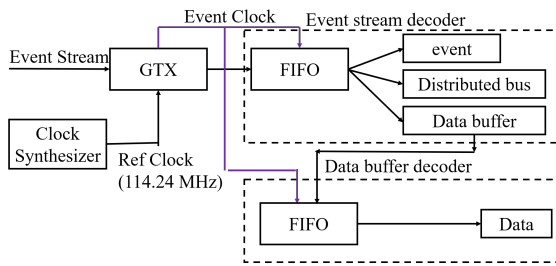 Event Clock
Event stream decoder
Event Stream
GTX
FIFO
event
Distributed bus
Data buffer
Clock
Synthesizer
Ref Clock
(114.24 MHz)
Data buffer decoder
FIFO
Data